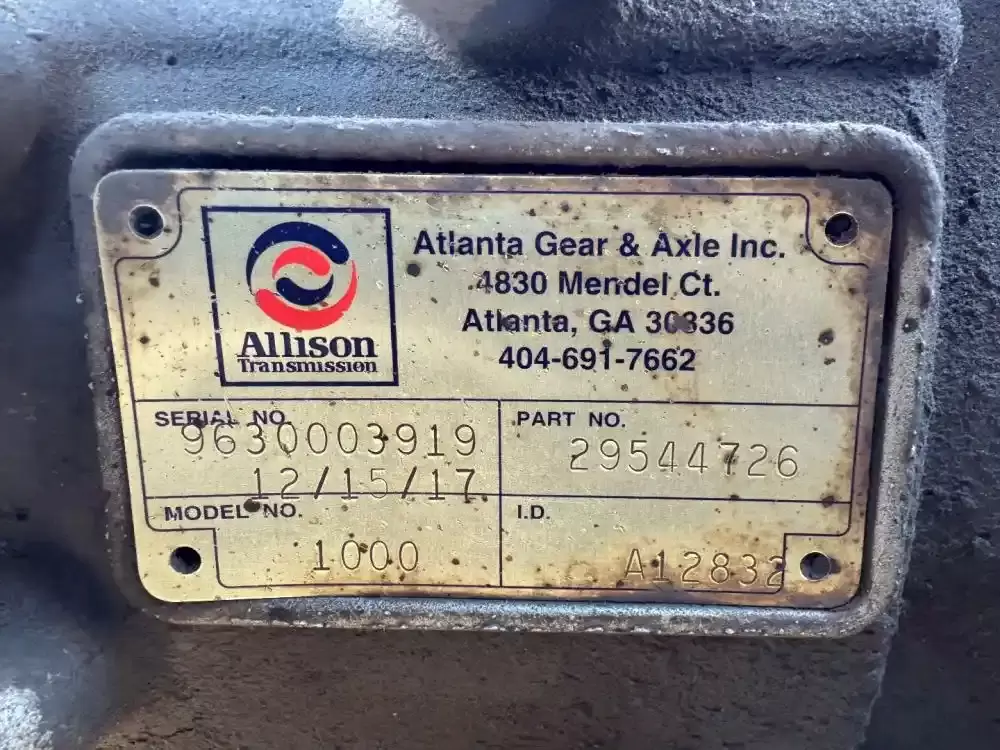 Allison
Transmission
Atlanta Gear & Axle Inc.
4830 Mendel Ct.
Atlanta, GA 30336
404-691-7662
SERIAL NO.
9630003919
12/15/17
PART NO.
29544726
MODEL NO.
1000
I.D.
A12832